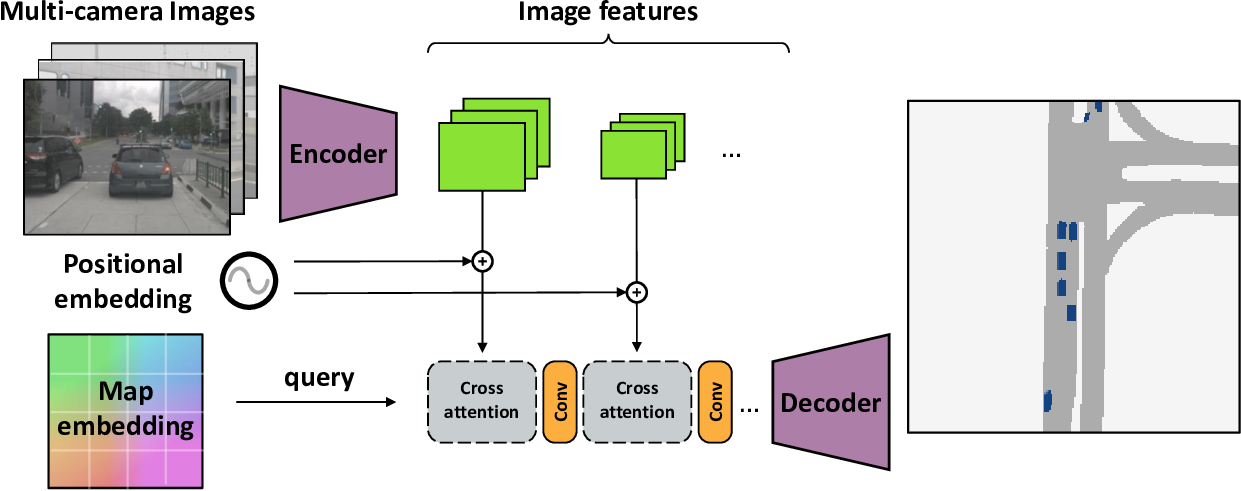 Multi-camera Images
Image features
Encoder
...
Positional
embedding
Map
embedding
query
Cross
attention
Conv
Cross
attention
Conv
...
Decoder